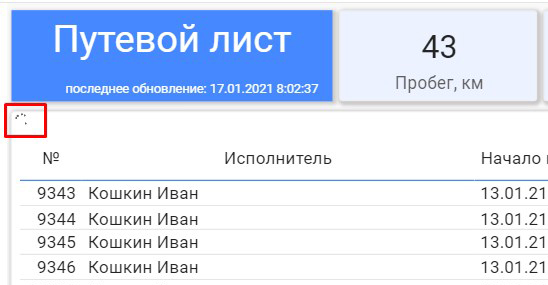 Путевой лист
последнее обновление: 17.01.2021 8:02:37
43
Пробег, км
№ Исполнитель Начало
9343 Кошкин Иван 13.01.21
9344 Кошкин Иван 13.01.21
9345 Кошкин Иван 13.01.21
9346 Кошкин Иван 13.01.21